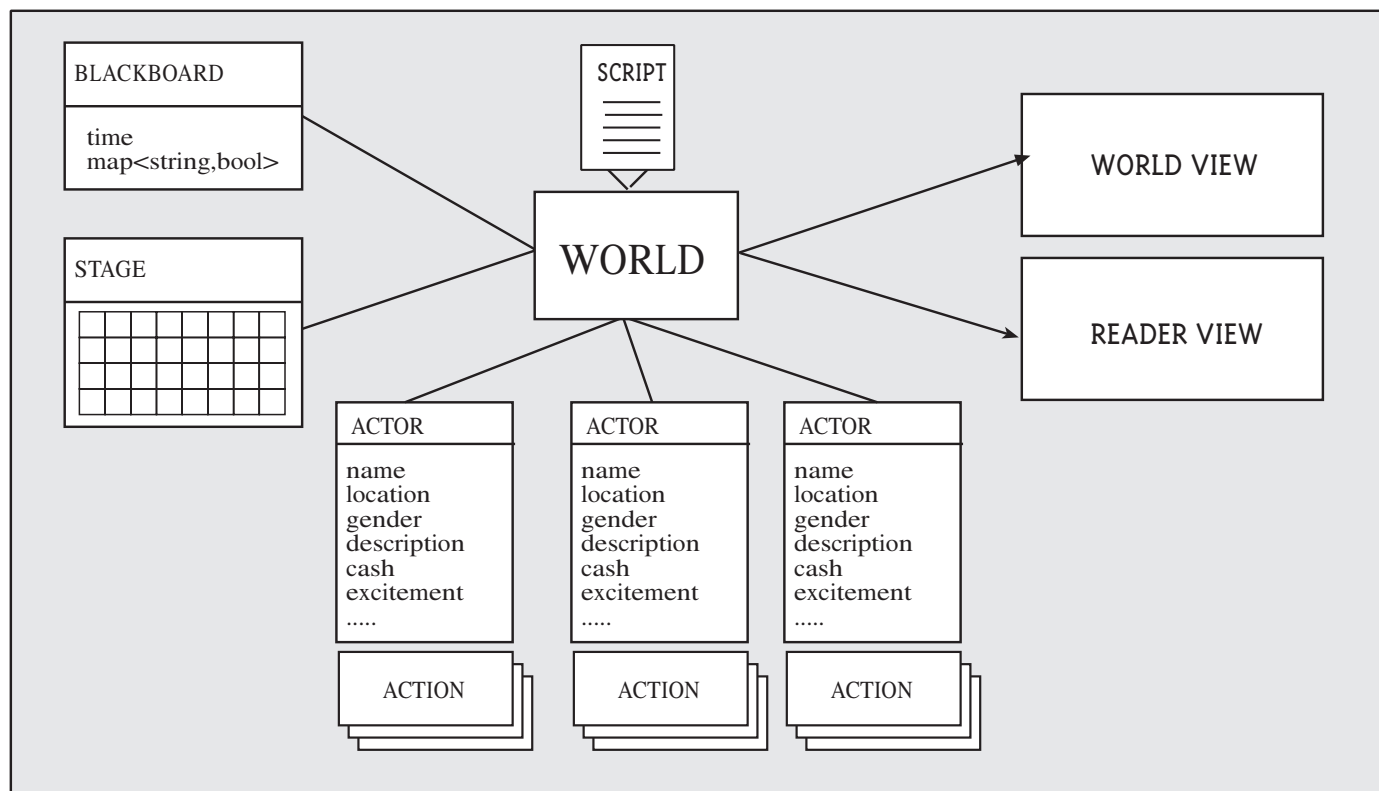 BLACKBOARD
time
map<string,bool>
SCRIPT
WORLD VIEW
STAGE
WORLD
READER VIEW
ACTOR
name
location
gender
description
cash
excitement
.....
ACTION
ACTOR
name
location
gender
description
cash
excitement
.....
ACTION
ACTOR
name
location
gender
description
cash
excitement
.....
ACTION